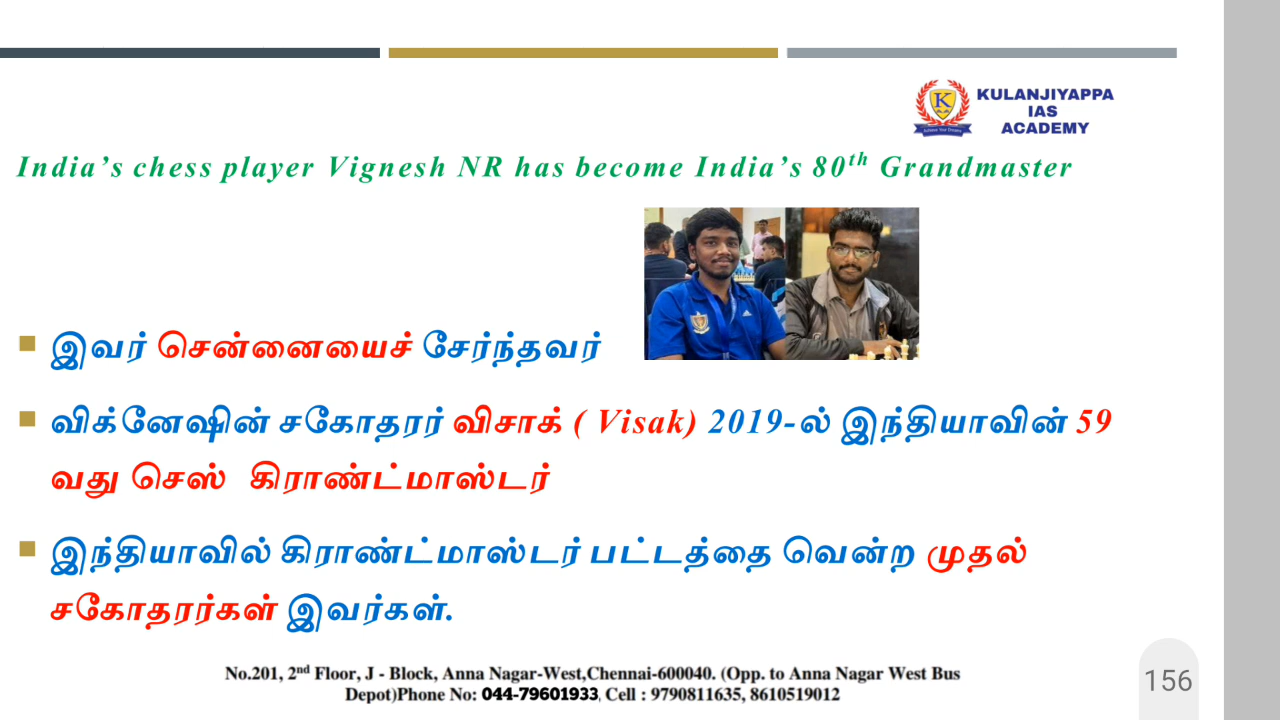 KULANJIYAPPA
IAS
ACADEMY
K
Achieve Your Dreams
India's chess player Vignesh NR has become India's 80th Grandmaster
இவர் சென்னையைச் சேர்ந்தவர்
விக்னேஷின் சகோதரர் விசாக் ( Visak) 2019-ல் இந்தியாவின் 59
வது செஸ் கிராண்ட்மாஸ்டர்
இந்தியாவில் கிராண்ட்மாஸ்டர் பட்டத்தை வென்ற முதல்
சகோதரர்கள் இவர்கள்.
No.201, 2nd Floor, J - Block, Anna Nagar-West,Chennai-600040. (Opp. to Anna Nagar West Bus
Depot)Phone No: 044-79601933, Cell : 9790811635, 8610519012
156